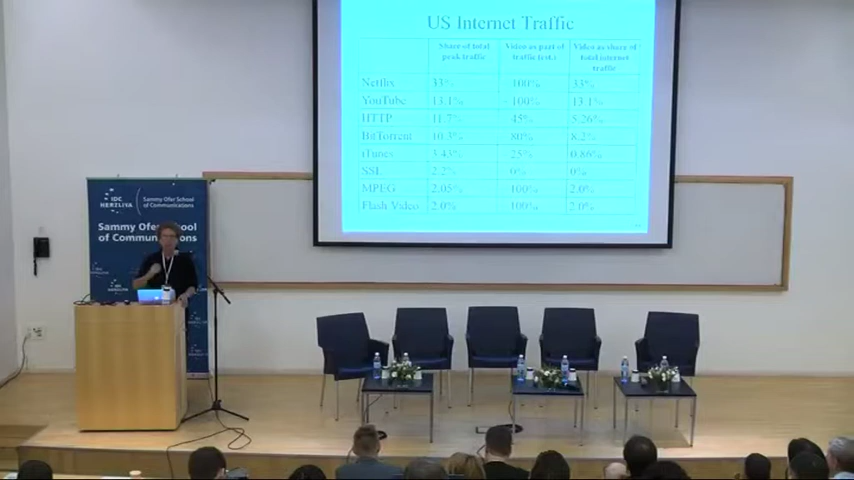 US Internet Traffic
Share of total peak traffic Video as part of traffic (est.) Video as share of total internet traffic
Netflix 33% 100% 33%
YouTube 13.1% 100% 13.1%
HTTP 11.7% 45% 5.26%
BitTorrent 10.3% 80% 8.2%
iTunes 3.43% 25% 0.86%
SSL 2.2% 0% 0%
MPEG 2.05% 100% 2.0%
Flash Video 2.0% 100% 2.0%
IDC
HERZLIYA
Sammy Ofer School
of Communications
Sammy Ofer School
of Communications